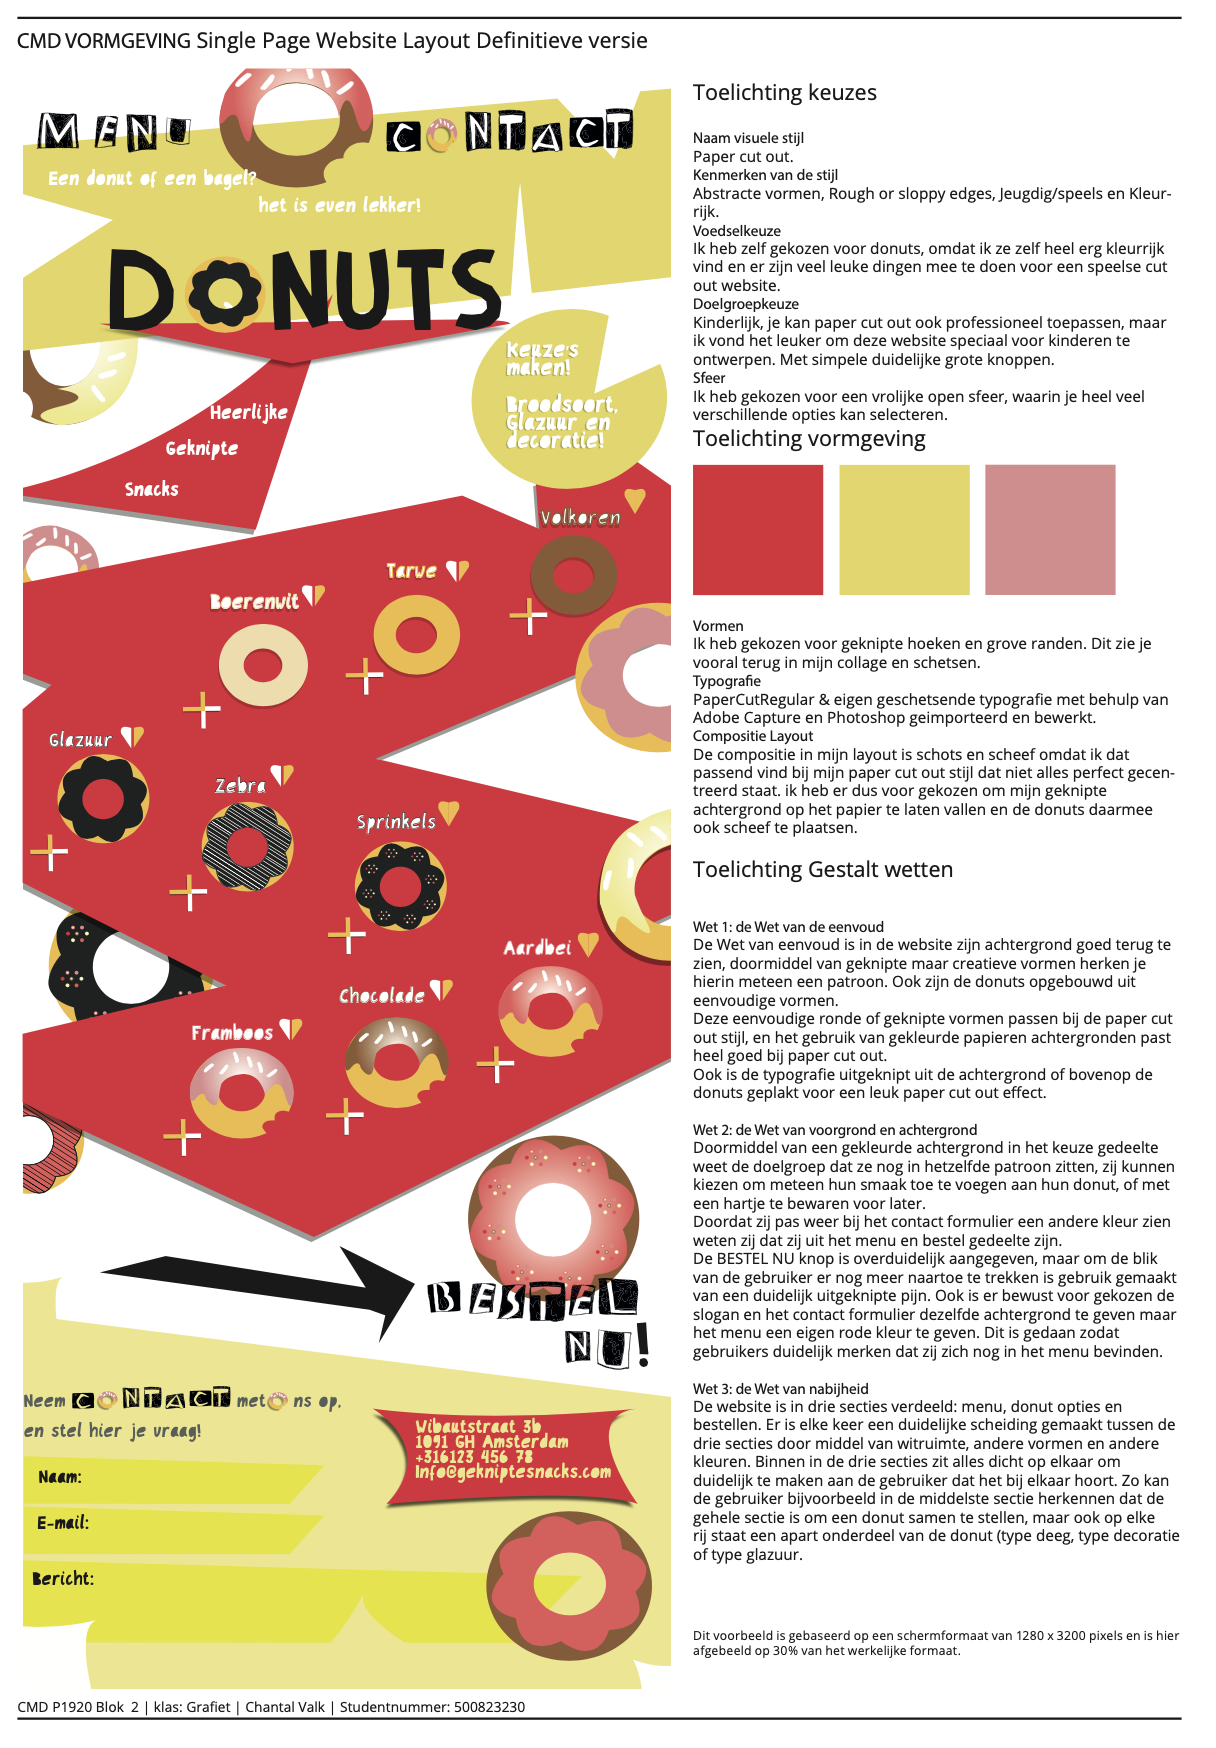 CMD VORMGEVING Single Page Website Layout Definitieve versie
MENU
CONTACT
Een donut of een bagel?
het is even lekker!
DONUTS
Keuze's
maken!
Broodsoort,
Glazuur en
decoratie!
Heerlijke
Geknipte
Snacks
Volkoren
Tarwe
Boerenwit
Glazuur
Zebra
Sprinkels
Aardbei
Chocolade
Framboos
BESTEL
NU!
Neem CONTACT met ons op,
en stel hier je vraag!
Wibautstraat 3b
1091 GH Amsterdam
+316123 456 78
Info@gekniptesnacks.com
Naam:
E-mail:
Bericht:
Toelichting keuzes
Naam visuele stijl
Paper cut out.
Kenmerken van de stijl
Abstracte vormen, Rough or sloppy edges, Jeugdig/speels en Kleur-
rijk.
Voedselkeuze
Ik heb zelf gekozen voor donuts, omdat ik ze zelf heel erg kleurrijk
vind en er zijn veel leuke dingen mee te doen voor een speelse cut
out website.
Doelgroepkeuze
Kinderlijk, je kan paper cut out ook professioneel toepassen, maar
ik vond het leuker om deze website speciaal voor kinderen te
ontwerpen. Met simpele duidelijke grote knoppen.
Sfeer
Ik heb gekozen voor een vrolijke open sfeer, waarin je heel veel
verschillende opties kan selecteren.
Toelichting vormgeving
Vormen
Ik heb gekozen voor geknipte hoeken en grove randen. Dit zie je
vooral terug in mijn collage en schetsen.
Typografie
PaperCutRegular & eigen geschetsende typografie met behulp van
Adobe Capture en Photoshop geimporteerd en bewerkt.
Compositie Layout
De compositie in mijn layout is schots en scheef omdat ik dat
passend vind bij mijn paper cut out stijl dat niet alles perfect gecen-
treerd staat. ik heb er dus voor gekozen om mijn geknipte
achtergrond op het papier te laten vallen en de donuts daarmee
ook scheef te plaatsen.
Toelichting Gestalt wetten
Wet 1: de Wet van de eenvoud
De Wet van eenvoud is in de website zijn achtergrond goed terug te
zien, doormiddel van geknipte maar creatieve vormen herken je
hierin meteen een patroon. Ook zijn de donuts opgebouwd uit
eenvoudige vormen.
Deze eenvoudige ronde of geknipte vormen passen bij de paper cut
out stijl, en het gebruik van gekleurde papieren achtergronden past
heel goed bij paper cut out.
Ook is de typografie uitgeknipt uit de achtergrond of bovenop de
donuts geplakt voor een leuk paper cut out effect.
Wet 2: de Wet van voorgrond en achtergrond
Doormiddel van een gekleurde achtergrond in het keuze gedeelte
weet de doelgroep dat ze nog in hetzelfde patroon zitten, zij kunnen
kiezen om meteen hun smaak toe te voegen aan hun donut, of met
een hartje te bewaren voor later.
Doordat zij pas weer bij het contact formulier een andere kleur zien
weten zij dat zij uit het menu en bestel gedeelte zijn.
De BESTEL NU knop is overduidelijk aangegeven, maar om de blik
van de gebruiker er nog meer naartoe te trekken is gebruik gemaakt
van een duidelijk uitgeknipte pijn. Ook is er bewust voor gekozen de
slogan en het contact formulier dezelfde achtergrond te geven maar
het menu een eigen rode kleur te geven. Dit is gedaan zodat
gebruikers duidelijk merken dat zij zich nog in het menu bevinden.
Wet 3: de Wet van nabijheid
De website is in drie secties verdeeld: menu, donut opties en
bestellen. Er is elke keer een duidelijke scheiding gemaakt tussen de
drie secties door middel van witruimte, andere vormen en andere
kleuren. Binnen in de drie secties zit alles dicht op elkaar om
duidelijk te maken aan de gebruiker dat het bij elkaar hoort. Zo kan
de gebruiker bijvoorbeeld in de middelste sectie herkennen dat de
gehele sectie is om een donut samen te stellen, maar ook op elke
rij staat een apart onderdeel van de donut (type deeg, type decoratie
of type glazuur.
Dit voorbeeld is gebaseerd op een schermformaat van 1280 x 3200 pixels en is hier
afgebeeld op 30% van het werkelijke formaat.
CMD P1920 Blok 2 | klas: Grafiet | Chantal Valk | Studentnummer: 500823230